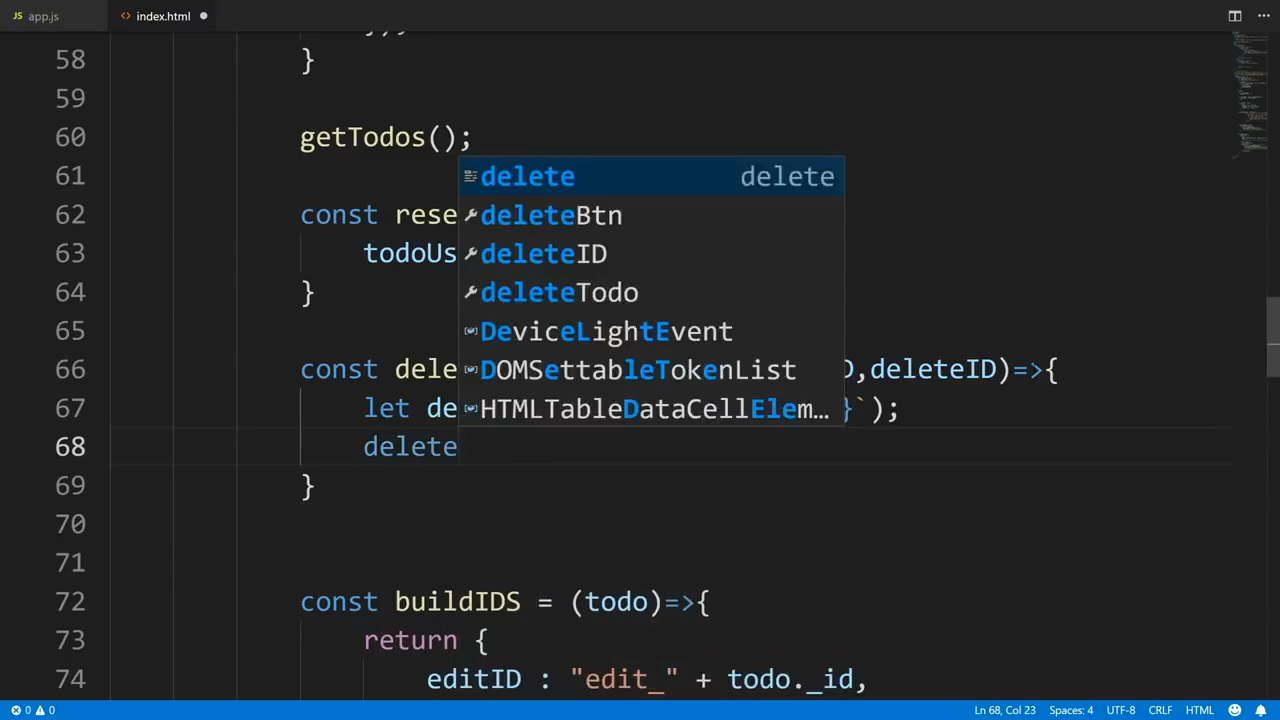 JS app.js <> index.html
58 }
59
60 getTodos();
61
62 const rese
63 todoUs
64 }
65
66 const dele ,deleteID)=>{
67 let de }`);
68 delete
69 }
70
71
72 const buildIDS = (todo)=>{
73 return {
74 editID : "edit_" + todo._id,
delete delete
deleteBtn
deleteID
deleteTodo
DeviceLightEvent
DOMSettableTokenList
HTMLTableDataCellElem…
0 0 Ln 68, Col 23 Spaces: 4 UTF-8 CRLF HTML